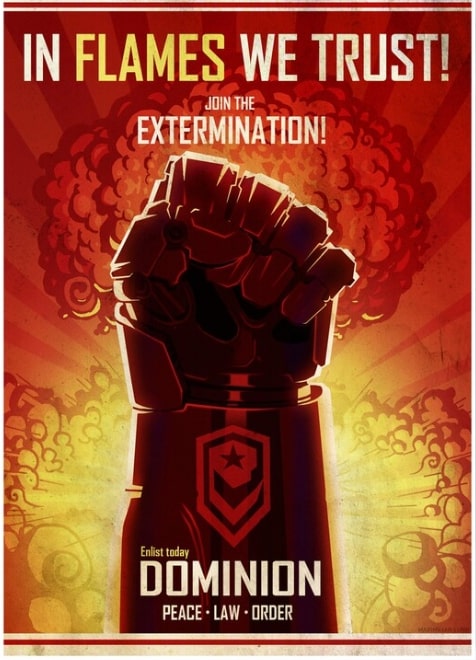 IN FLAMES WE TRUST!
JOIN THE
EXTERMINATION!
Enlist today
DOMINION
PEACE · LAW · ORDER